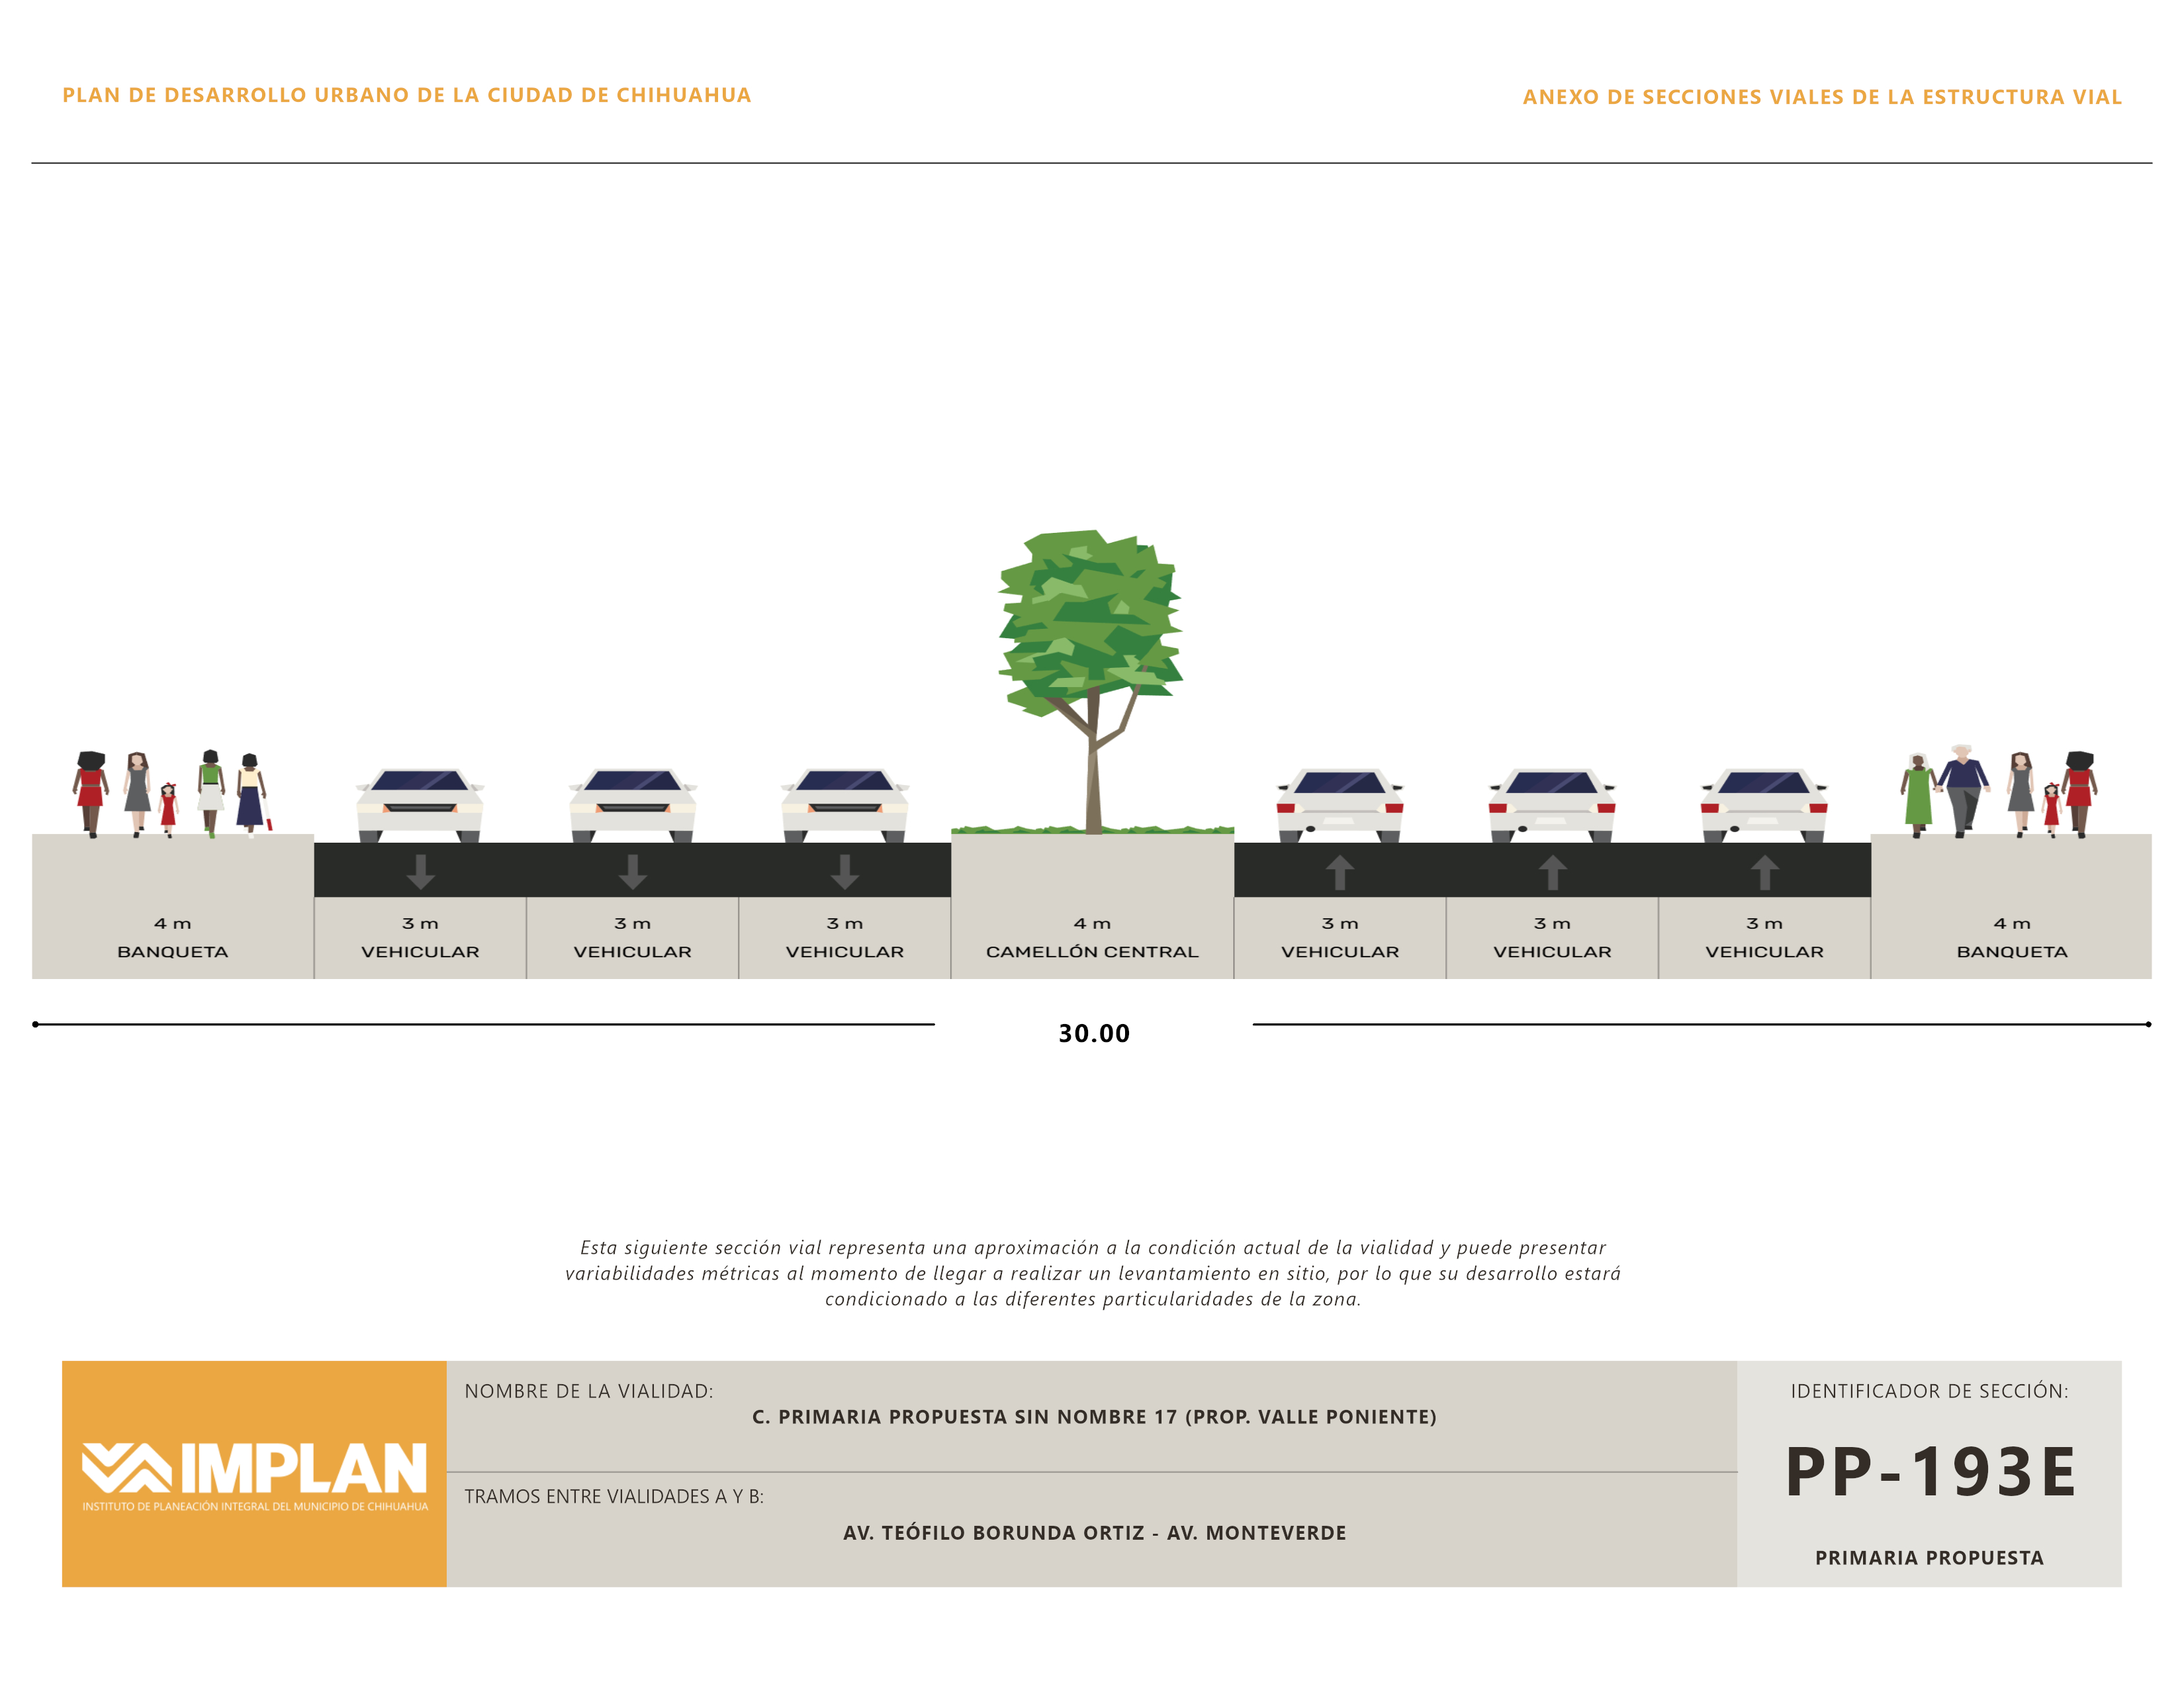 PLAN DE DESARROLLO URBANO DE LA CIUDAD DE CHIHUAHUA
ANEXO DE SECCIONES VIALES DE LA ESTRUCTURA VIAL
4 m
BANQUETA
3 m
VEHICULAR
3 m
VEHICULAR
3 m
VEHICULAR
4 m
CAMELLÓN CENTRAL
3 m
VEHICULAR
3 m
VEHICULAR
3 m
VEHICULAR
4 m
BANQUETA
30.00
Esta siguiente sección vial representa una aproximación a la condición actual de la vialidad y puede presentar
variabilidades métricas al momento de llegar a realizar un levantamiento en sitio, por lo que su desarrollo estará
condicionado a las diferentes particularidades de la zona.
IMPLAN
INSTITUTO DE PLANEACIÓN INTEGRAL DEL MUNICIPIO DE CHIHUAHUA
NOMBRE DE LA VIALIDAD:
C. PRIMARIA PROPUESTA SIN NOMBRE 17 (PROP. VALLE PONIENTE)
TRAMOS ENTRE VIALIDADES A Y B:
AV. TEÓFILO BORUNDA ORTIZ - AV. MONTEVERDE
IDENTIFICADOR DE SECCIÓN:
PP-193E
PRIMARIA PROPUESTA